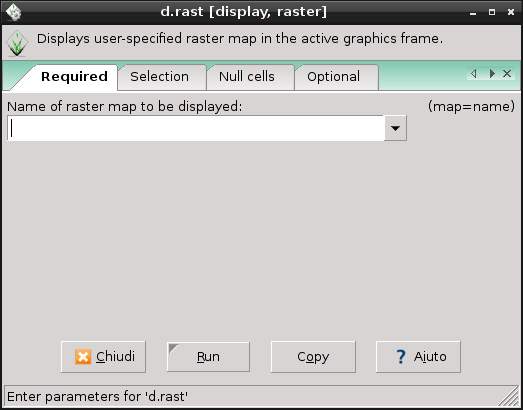 d.rast [display, raster]
Displays user-specified raster map in the active graphics frame.
Required Selection Null cells Optional
Name of raster map to be displayed: (map=name)
Chiudi Run Copy Aiuto
Enter parameters for 'd.rast'